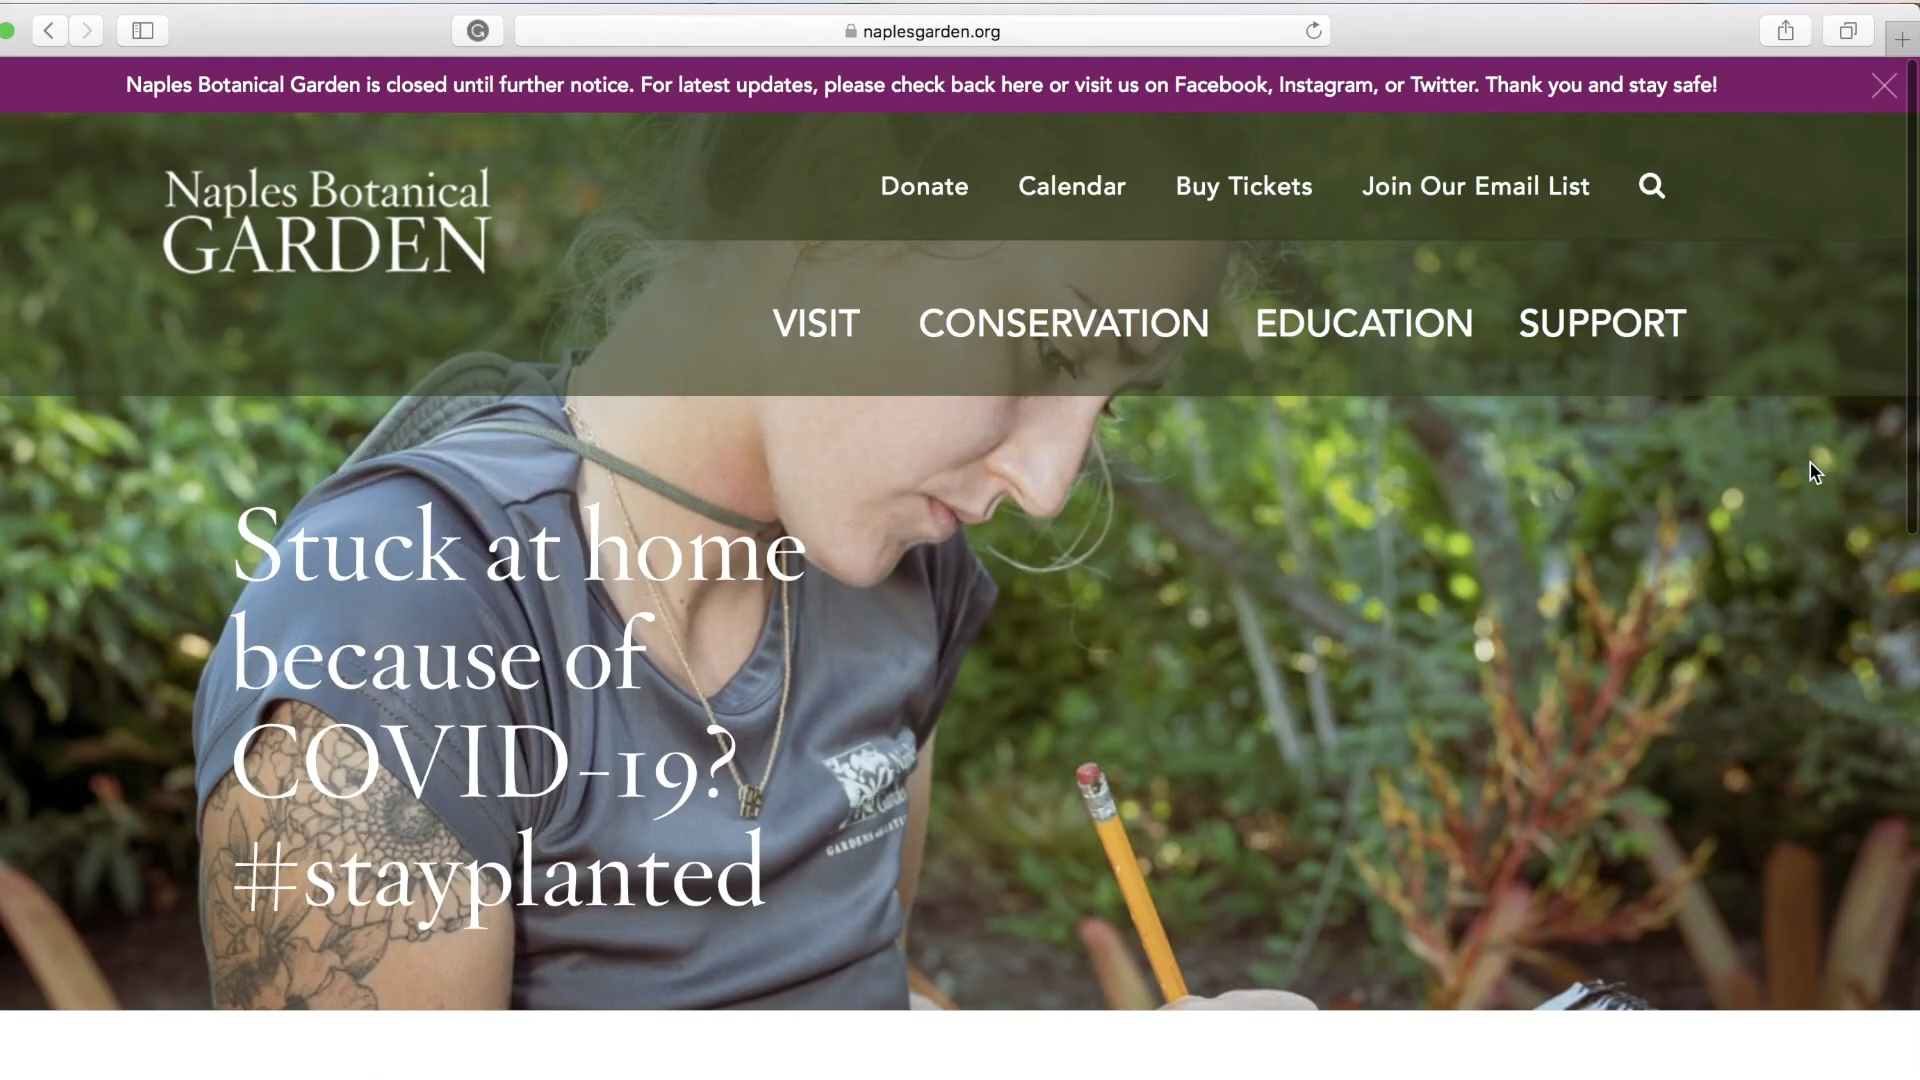 naplesgarden.org
Naples Botanical Garden is closed until further notice. For latest updates, please check back here or visit us on Facebook, Instagram, or Twitter. Thank you and stay safe!
Naples Botanical
GARDEN
Donate Calendar Buy Tickets Join Our Email List
VISIT CONSERVATION EDUCATION SUPPORT
Stuck at home
because of
COVID-19?
#stayplanted